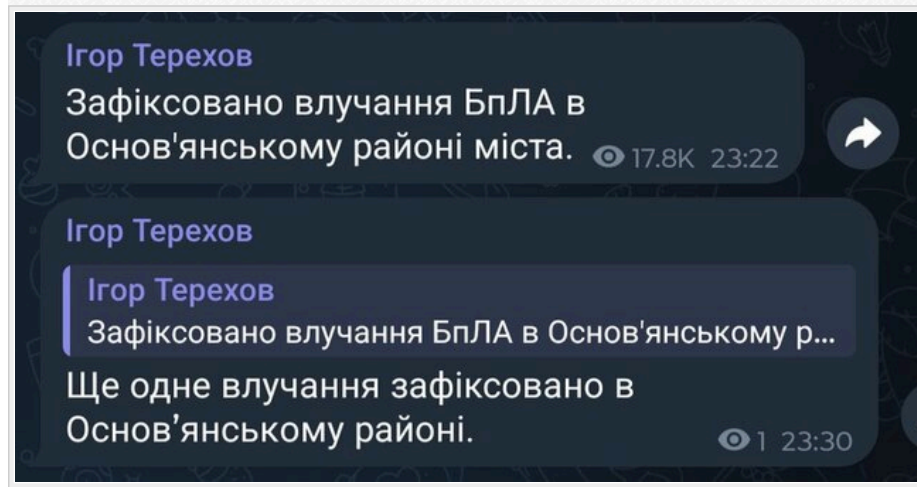 Ігор Терехов
Зафіксовано влучання БпЛА в
Основ'янському районі міста. 17.8K 23:22
Ігор Терехов
Ігор Терехов
Зафіксовано влучання БпЛА в Основ'янському р...
Ще одне влучання зафіксовано в
Основ’янському районі. 1 23:30